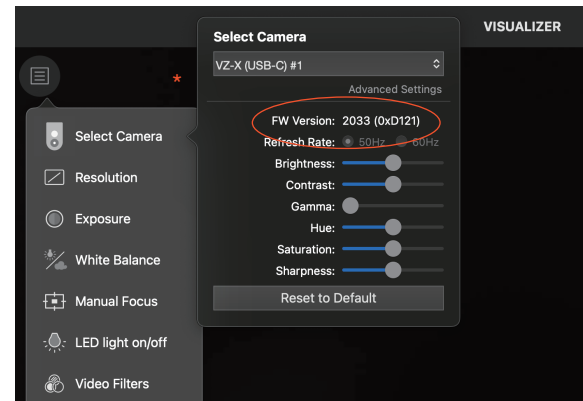 VISUALIZER
*
Select Camera
VZ-X (USB-C) #1
Advanced Settings
FW Version: 2033 (0xD121)
Refresh Rate: 50Hz 60Hz
Brightness:
Contrast:
Gamma:
Hue:
Saturation:
Sharpness:
Reset to Default
Select Camera
Resolution
Exposure
White Balance
Manual Focus
LED light on/off
Video Filters